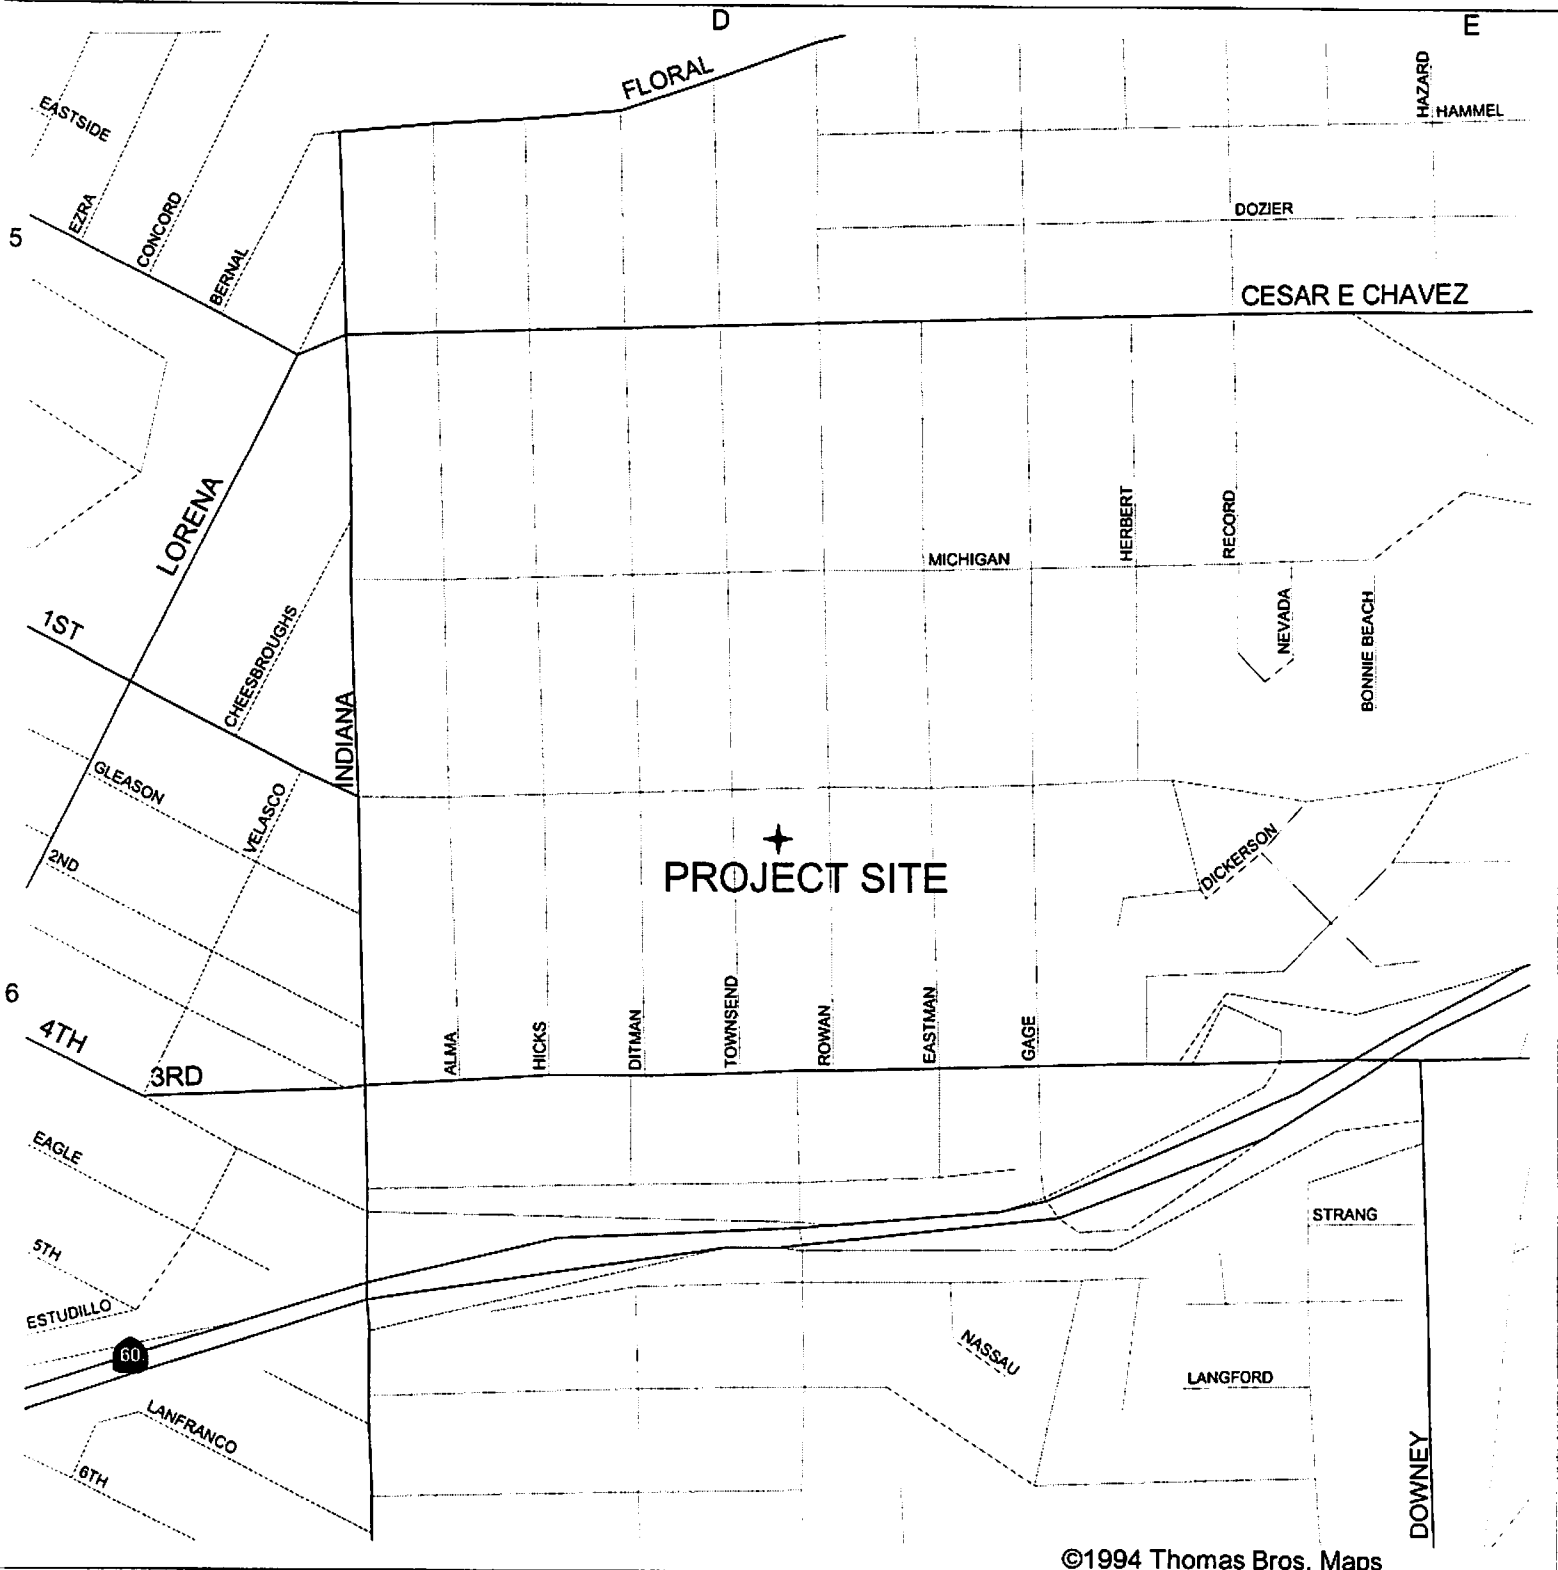 D
E
FLORAL
HAZARD
HAMMEL
EASTSIDE
EZRA
CONCORD
BERNAL
DOZIER
5
CESAR E CHAVEZ
LORENA
HERBERT
RECORD
MICHIGAN
NEVADA
BONNIE BEACH
1ST
CHEESBROUGHS
INDIANA
GLEASON
VELASCO
2ND
PROJECT SITE
DICKERSON
6
4TH
3RD
ALMA
HICKS
DITMAN
TOWNSEND
ROWAN
EASTMAN
GAGE
EAGLE
5TH
ESTUDILLO
60
STRANG
NASSAU
LANGFORD
LANFRANCO
6TH
DOWNEY
©1994 Thomas Bros. Maps